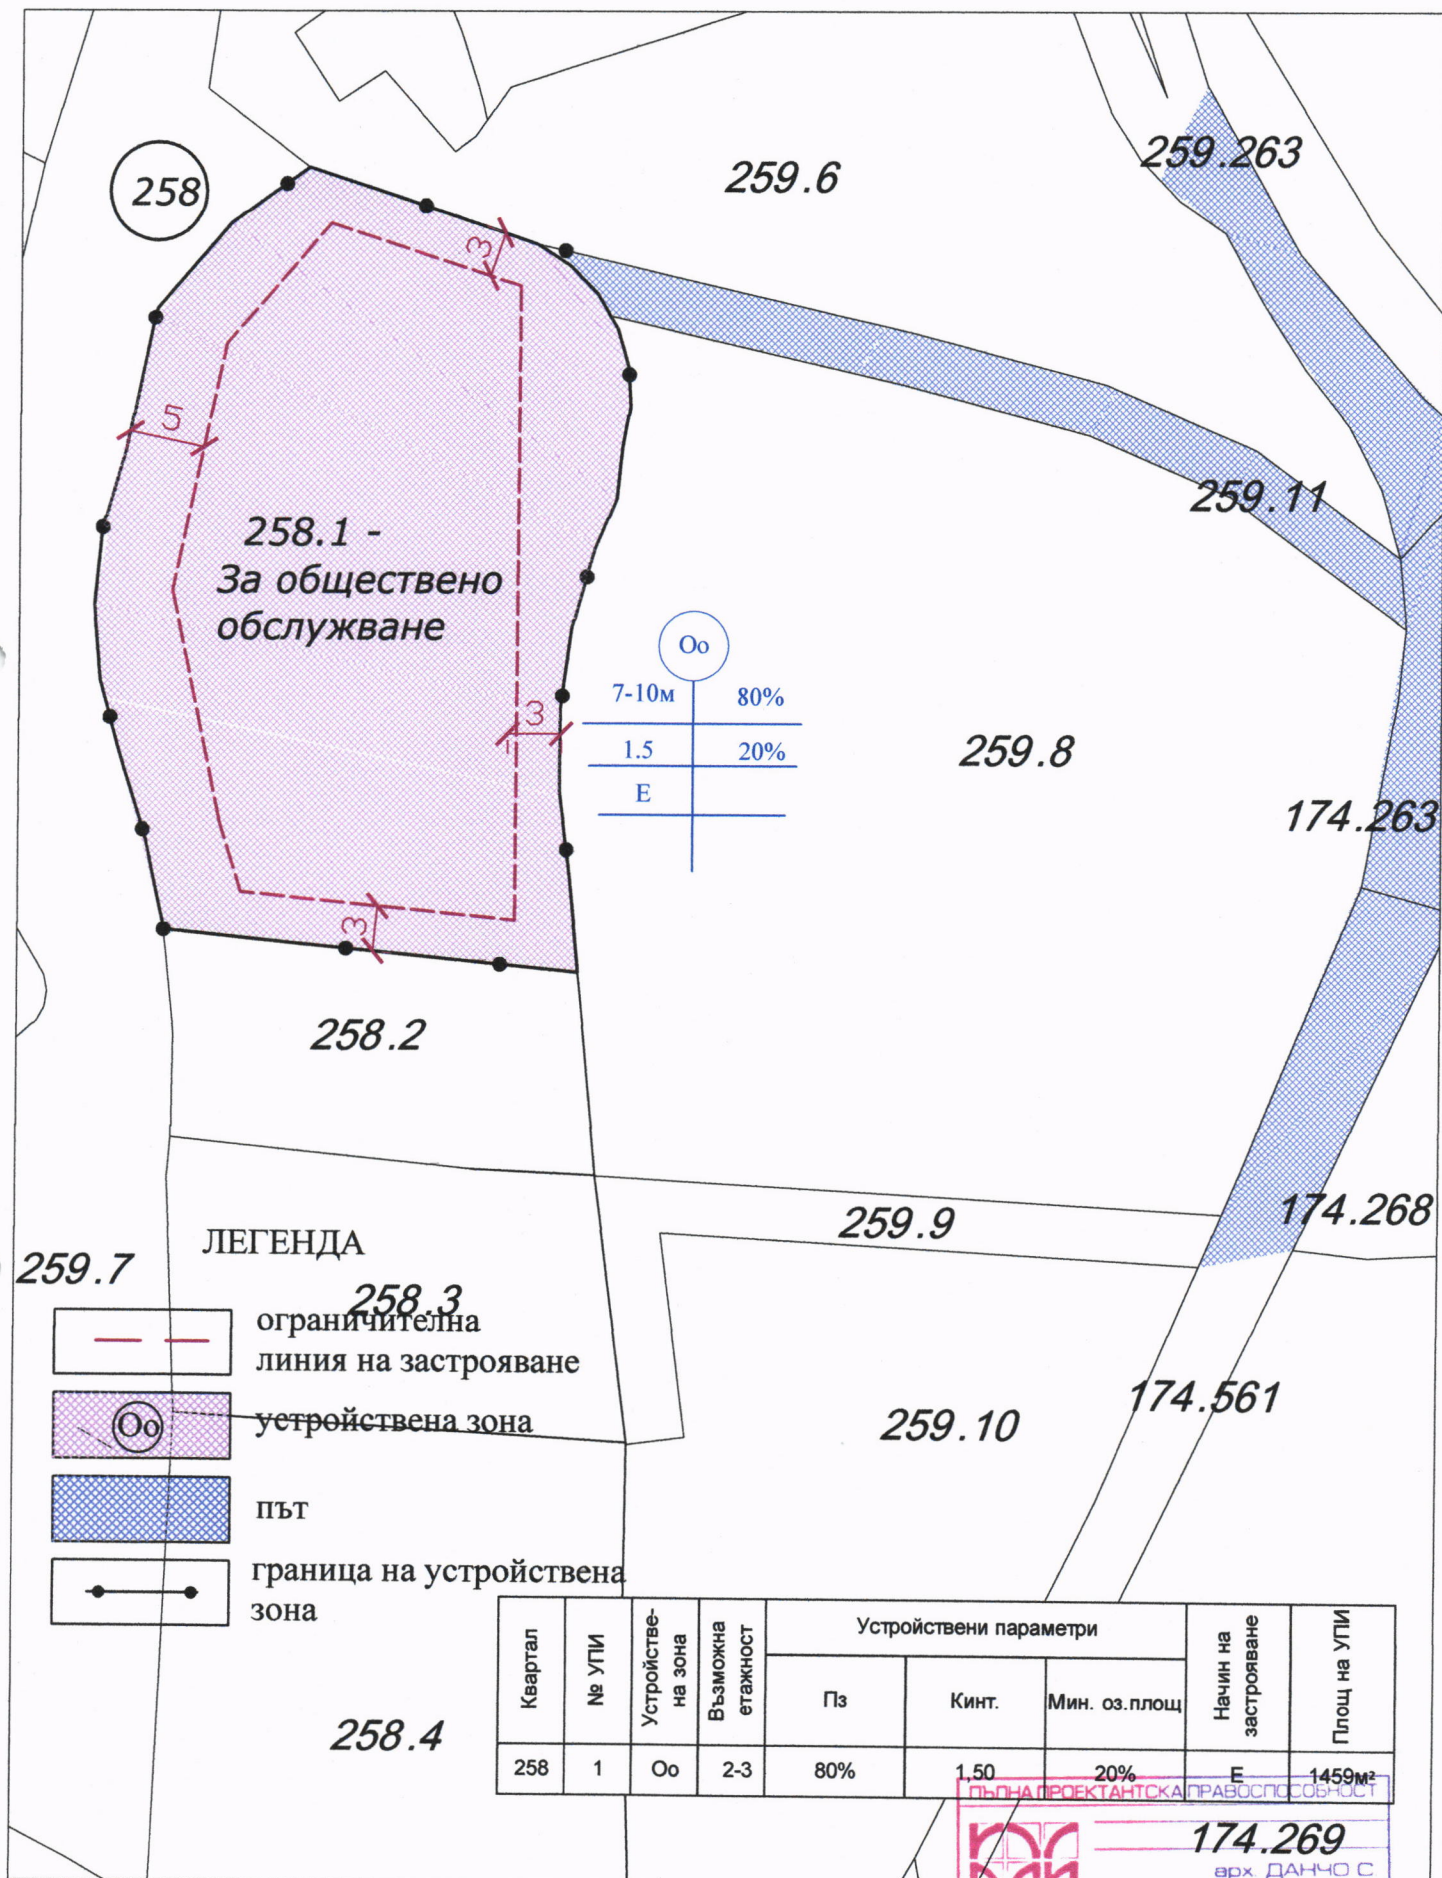 259.6
259.263
258
3
5
259.11
258.1 -
За обществено
обслужване
Оо
7-10м 80%
3
1.5 20%
Е
259.8
174.263
3
258.2
259.9
174.268
ЛЕГЕНДА
259.7
258.3
ограничителна
линия на застрояване
Оо
устройствена зона
259.10
174.561
път
граница на устройствена
зона
258.4
Квартал
№ УПИ
Устройстве-
на зона
Възможна
етажност
Устройствени параметри
Пз
Кинт.
Мин. оз.площ
Начин на
застрояване
Площ на УПИ
258 1 Оо 2-3 80% 1,50 20% Е 1459м²
ПЪЛНА ПРОЕКТАНТСКА ПРАВОСПОСОБНОСТ
174.269
арх. ДАНЧО С